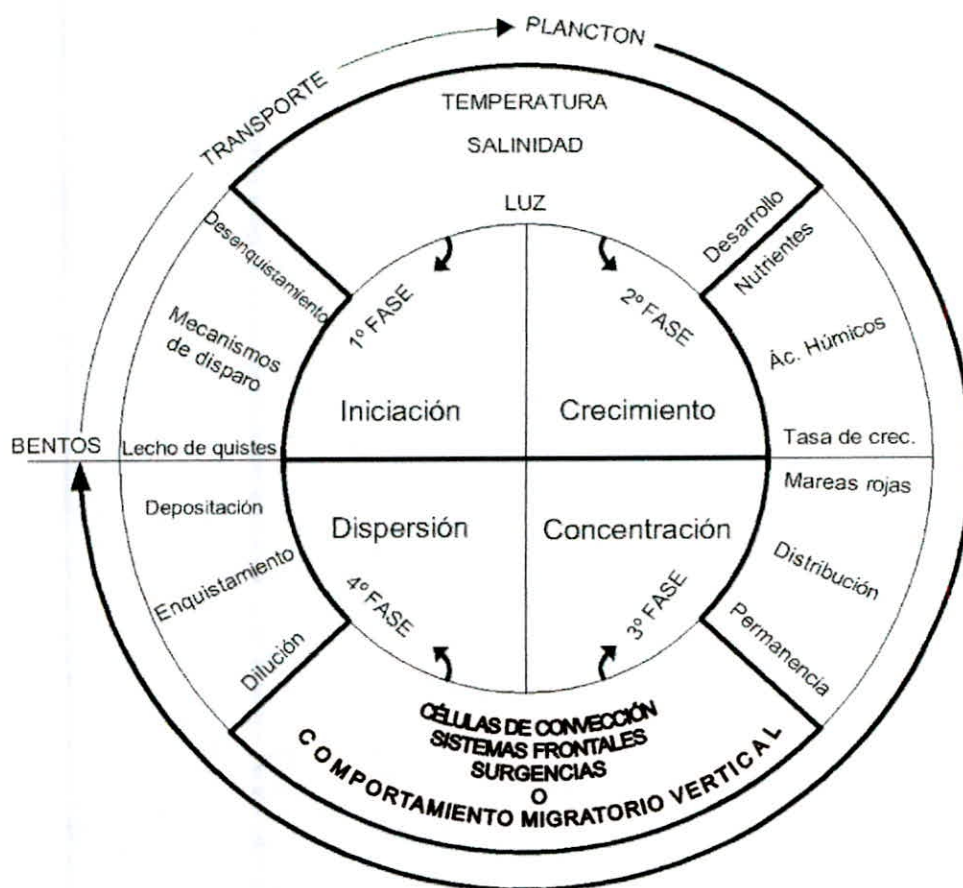 PLANCTON
TRANSPORTE
TEMPERATURA
SALINIDAD
LUZ
Desenquistamiento
Mecanismos
de disparo
Lecho de quistes
BENTOS
Desarrollo
Nutrientes
Ác. Húmicos
Tasa de crec.
1º FASE
2º FASE
Iniciación
Crecimiento
Dispersión
Concentración
4º FASE
3º FASE
Depositación
Enquistamiento
Dilución
Mareas rojas
Distribución
Permanencia
CÉLULAS DE CONVECCIÓN
SISTEMAS FRONTALES
SURGENCIAS
O
COMPORTAMIENTO MIGRATORIO VERTICAL